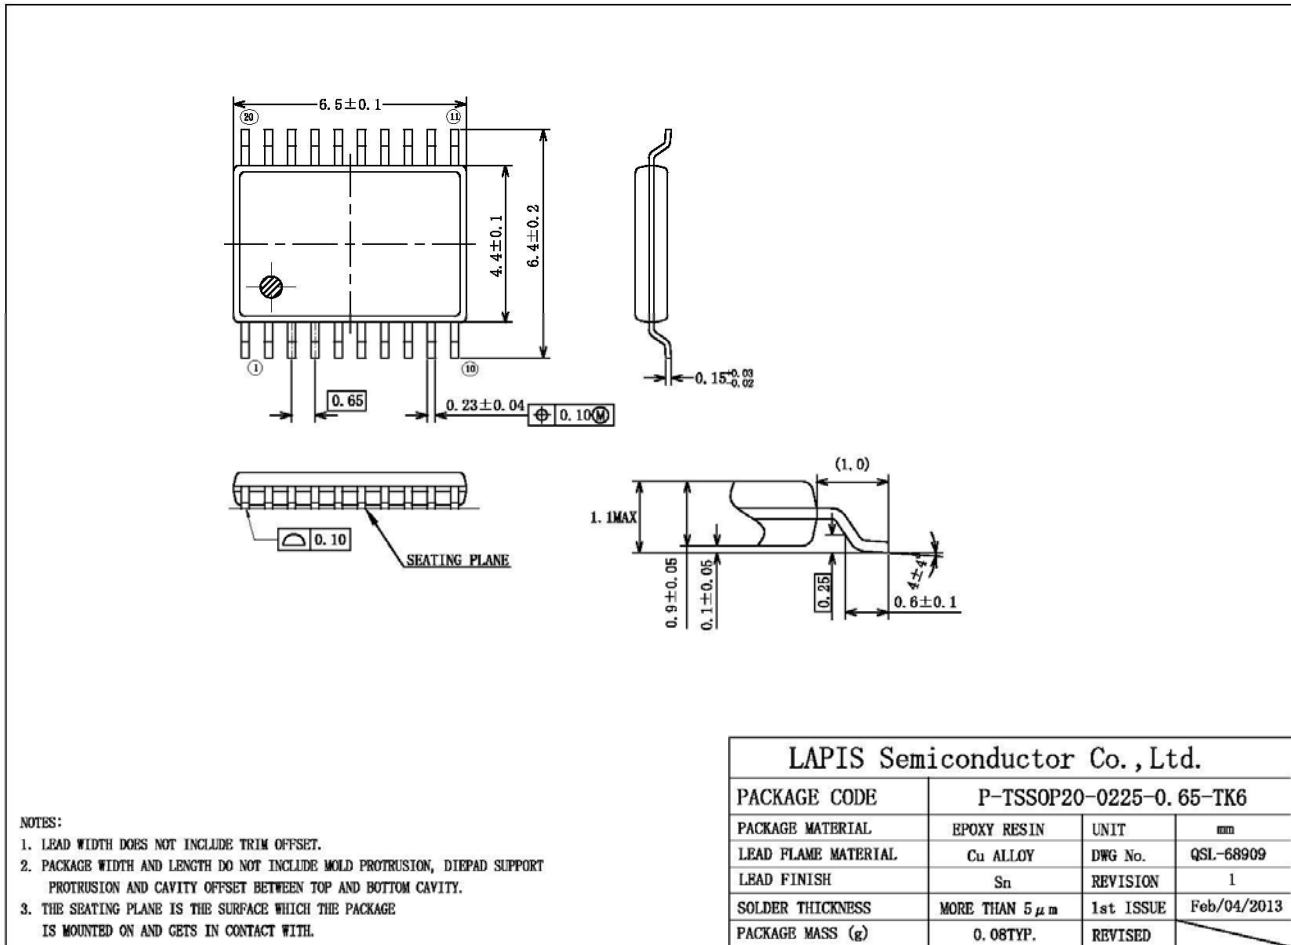 6.5±0.1
20
11
4.4±0.1
6.4±0.2
1
10
0.65
0.23±0.04
⌖ 0.10Ⓜ
0.15+0.03-0.02
⌓ 0.10
SEATING PLANE
(1.0)
1.1MAX
0.9±0.05
0.1±0.05
0.25
4±4°
0.6±0.1
NOTES:
1. LEAD WIDTH DOES NOT INCLUDE TRIM OFFSET.
2. PACKAGE WIDTH AND LENGTH DO NOT INCLUDE MOLD PROTRUSION, DIEPAD SUPPORT
PROTRUSION AND CAVITY OFFSET BETWEEN TOP AND BOTTOM CAVITY.
3. THE SEATING PLANE IS THE SURFACE WHICH THE PACKAGE
IS MOUNTED ON AND GETS IN CONTACT WITH.
LAPIS Semiconductor Co.,Ltd.
PACKAGE CODE P-TSSOP20-0225-0.65-TK6
PACKAGE MATERIAL EPOXY RESIN UNIT mm
LEAD FLAME MATERIAL Cu ALLOY DWG No. QSL-68909
LEAD FINISH Sn REVISION 1
SOLDER THICKNESS MORE THAN 5μm 1st ISSUE Feb/04/2013
PACKAGE MASS (g) 0.08TYP. REVISED